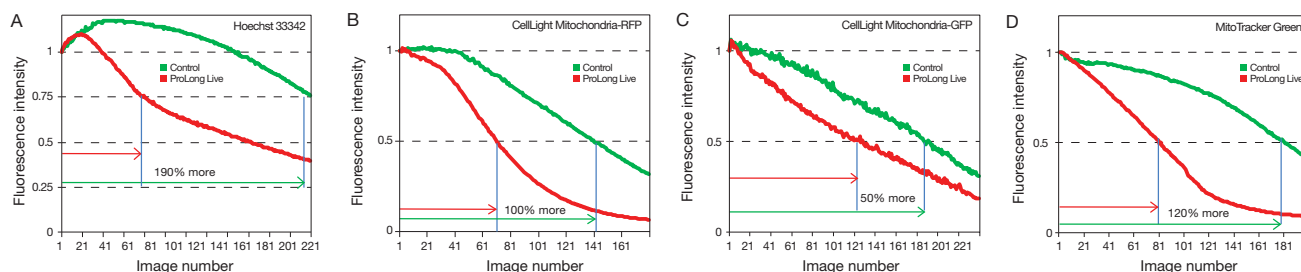 A
Hoechst 33342
Fluorescence intensity
1
0.75
0.5
0.25
0
Control
ProLong Live
190% more
1 21 41 61 81 101 121 141 161 181 201 221
Image number
B
CellLight Mitochondria-RFP
Fluorescence intensity
1
0.5
0
Control
ProLong Live
100% more
1 21 41 61 81 101 121 141 161
Image number
C
CellLight Mitochondria-GFP
Fluorescence intensity
1
0.5
0
Control
ProLong Live
50% more
1 21 41 61 81 101 121 141 161 181 201 221
Image number
D
MitoTracker Green
Fluorescence intensity
1
0.5
0
Control
ProLong Live
120% more
1 21 41 61 81 101 121 141 161 181
Image number